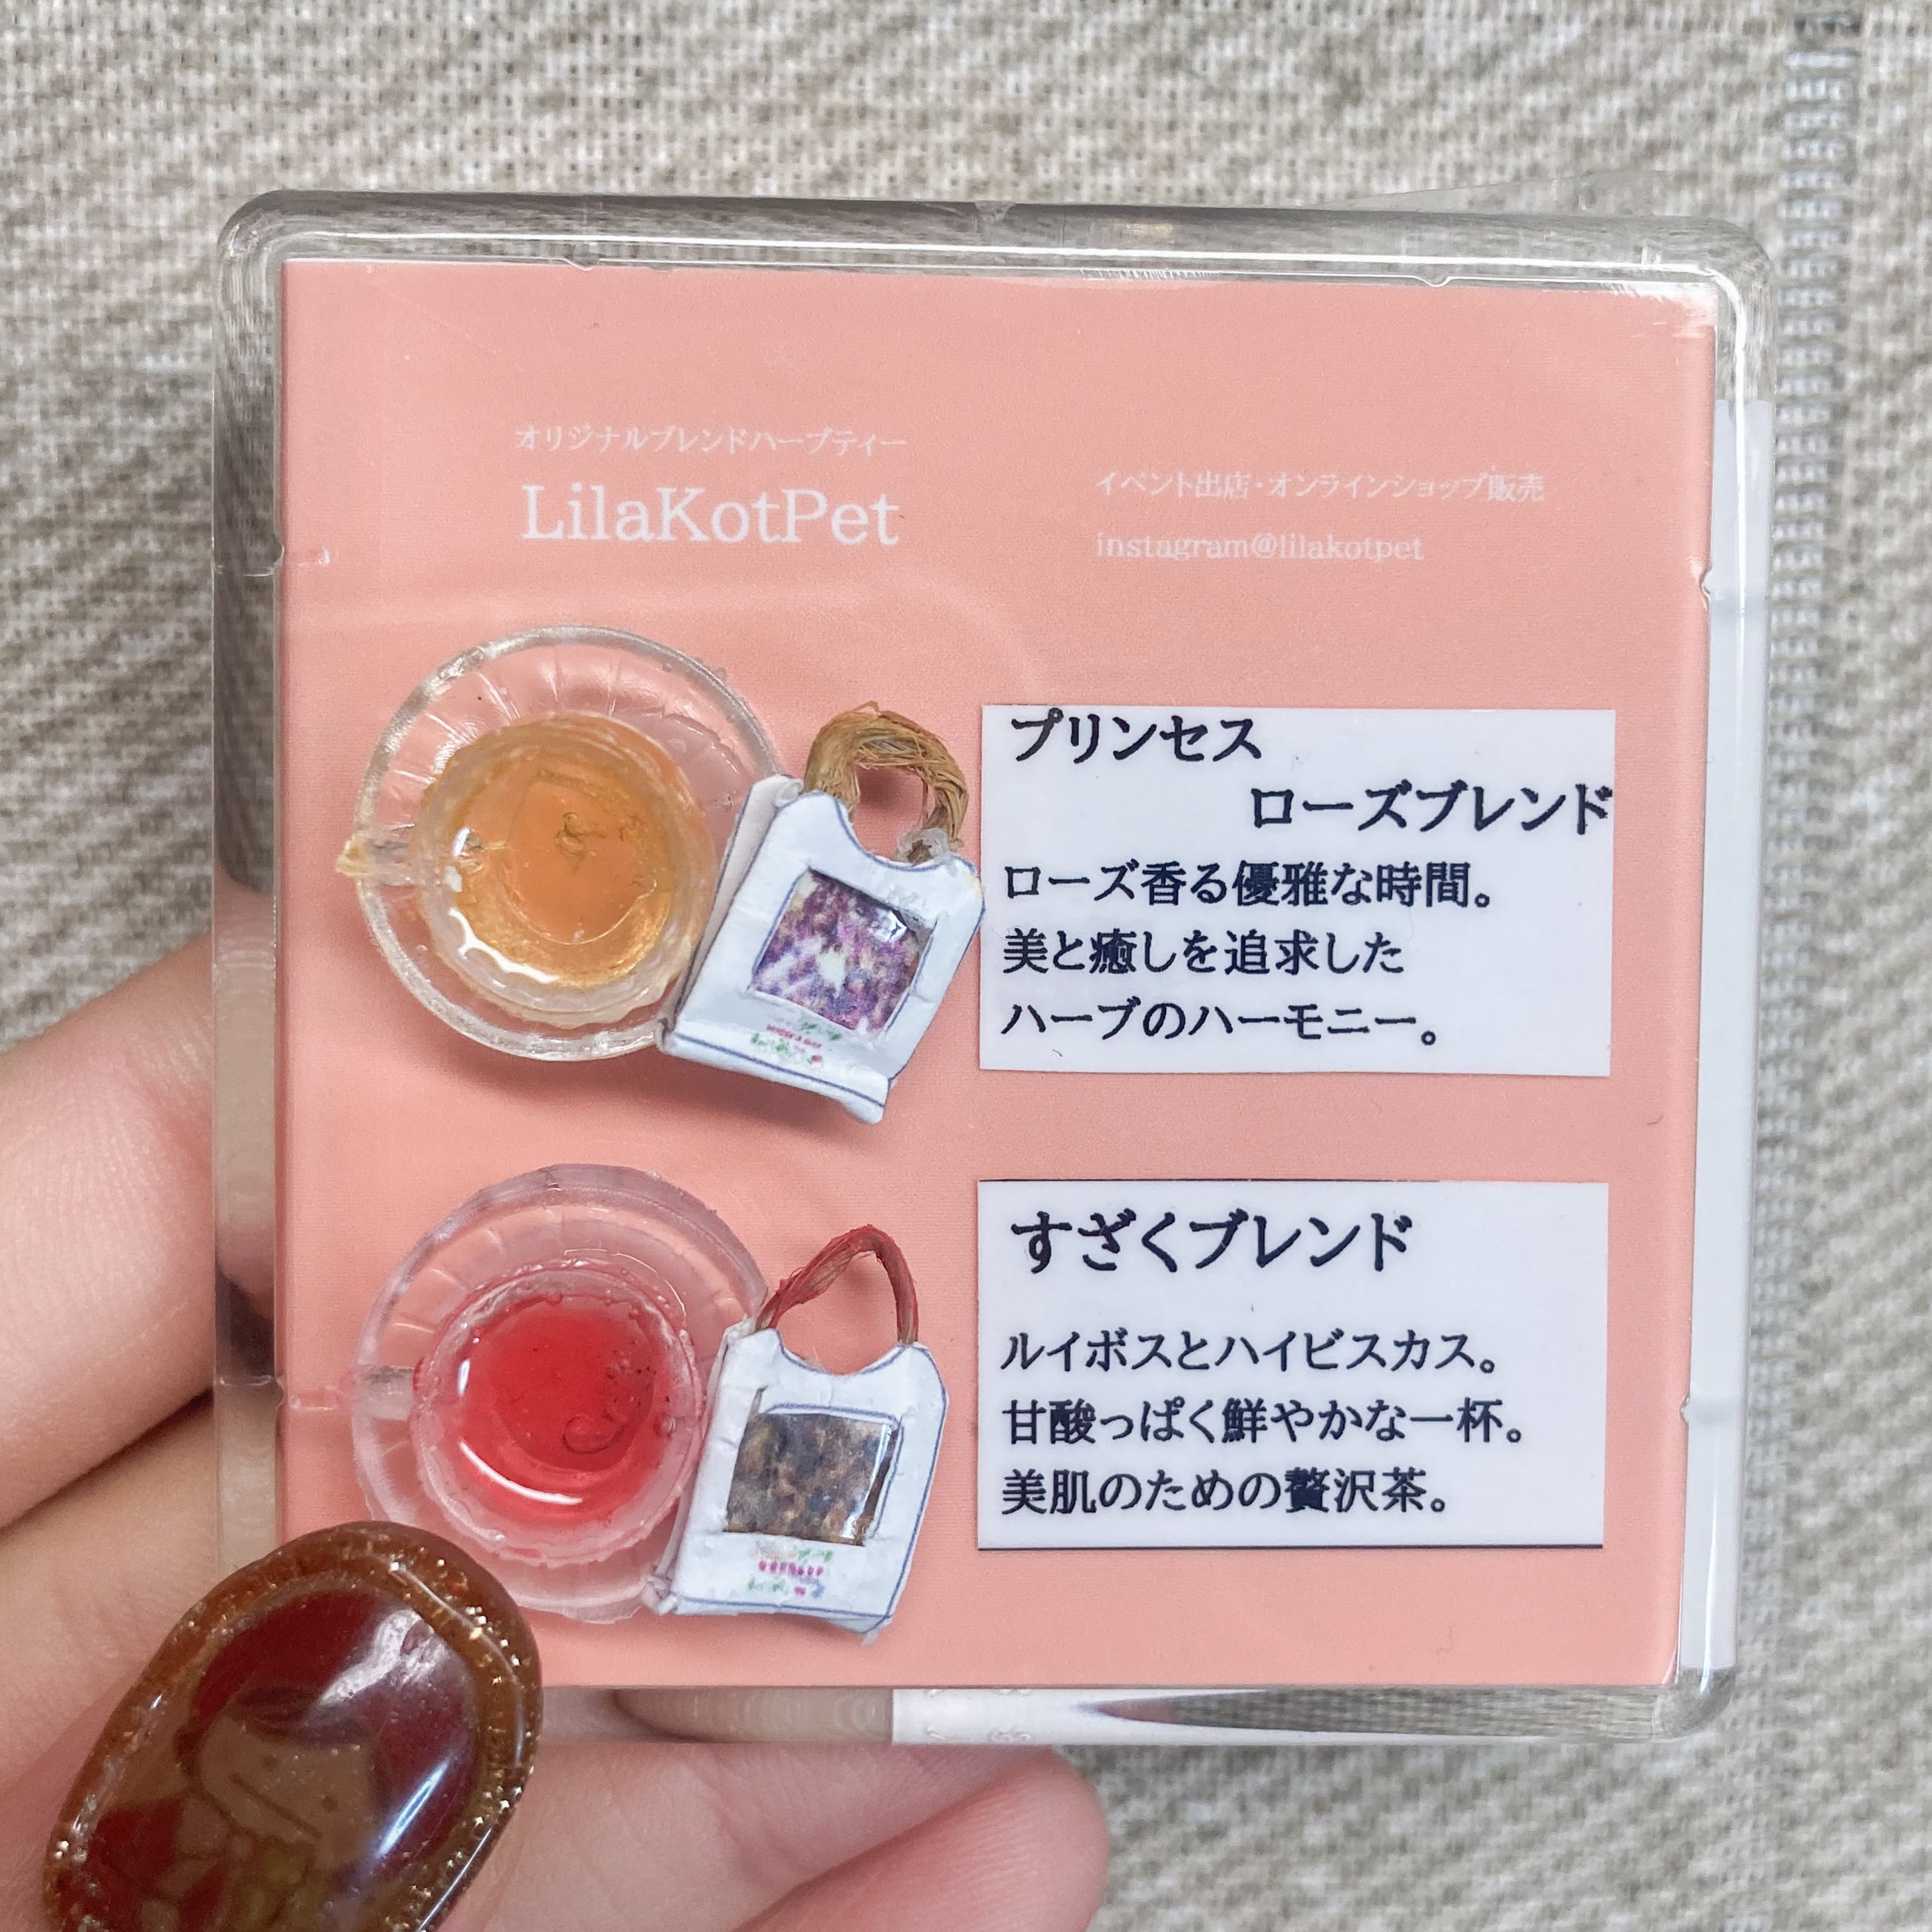 オリジナルブレンドハーブティー
LilaKotPet
イベント出店・オンラインショップ販売
instagram@lilakotpet
プリンセス
ローズブレンド
ローズ香る優雅な時間。
美と癒しを追求した
ハーブのハーモニー。
すざくブレンド
ルイボスとハイビスカス。
甘酸っぱく鮮やかな一杯。
美肌のための贅沢茶。